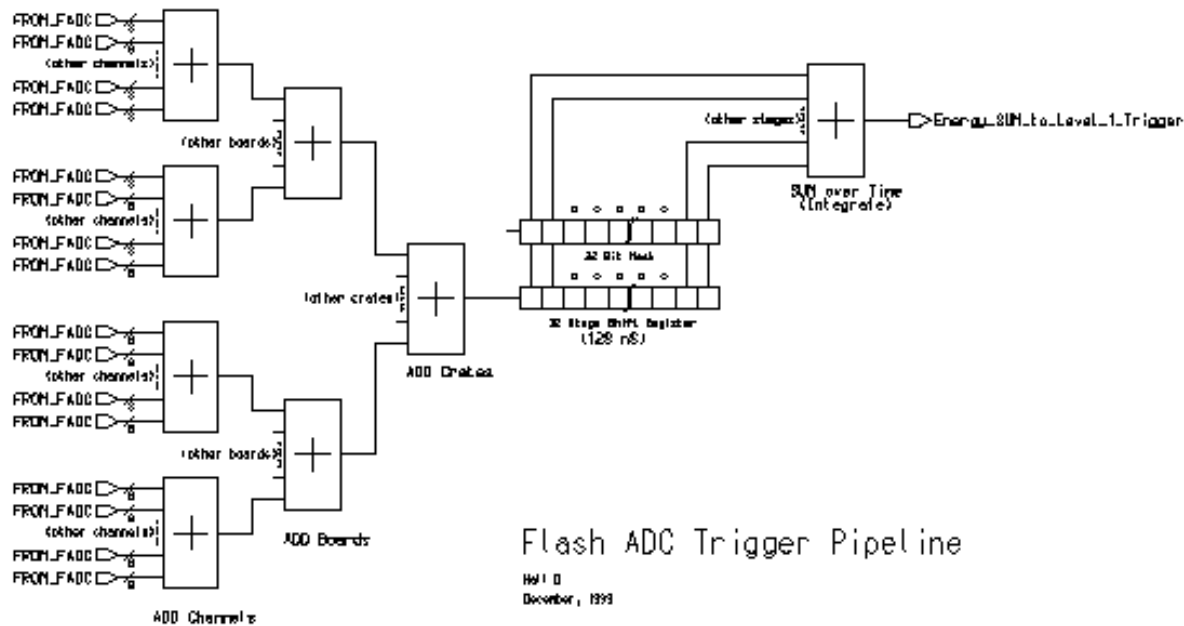 FROM_FADC
FROM_FADC
(other channels)
FROM_FADC
FROM_FADC
(other boards)
FROM_FADC
FROM_FADC
(other channels)
FROM_FADC
FROM_FADC
(other crates)
FROM_FADC
FROM_FADC
(other channels)
FROM_FADC
FROM_FADC
(other boards)
FROM_FADC
FROM_FADC
(other channels)
FROM_FADC
FROM_FADC
ADD Channels
ADD Boards
ADD Crates
32 Bit Mask
32 Stage Shift Register
(128 nS)
(other stages)
SUM over Time
(Integrate)
Energy_SUM_to_Level_1_Trigger
Flash ADC Trigger Pipeline
Hall D
December, 1999